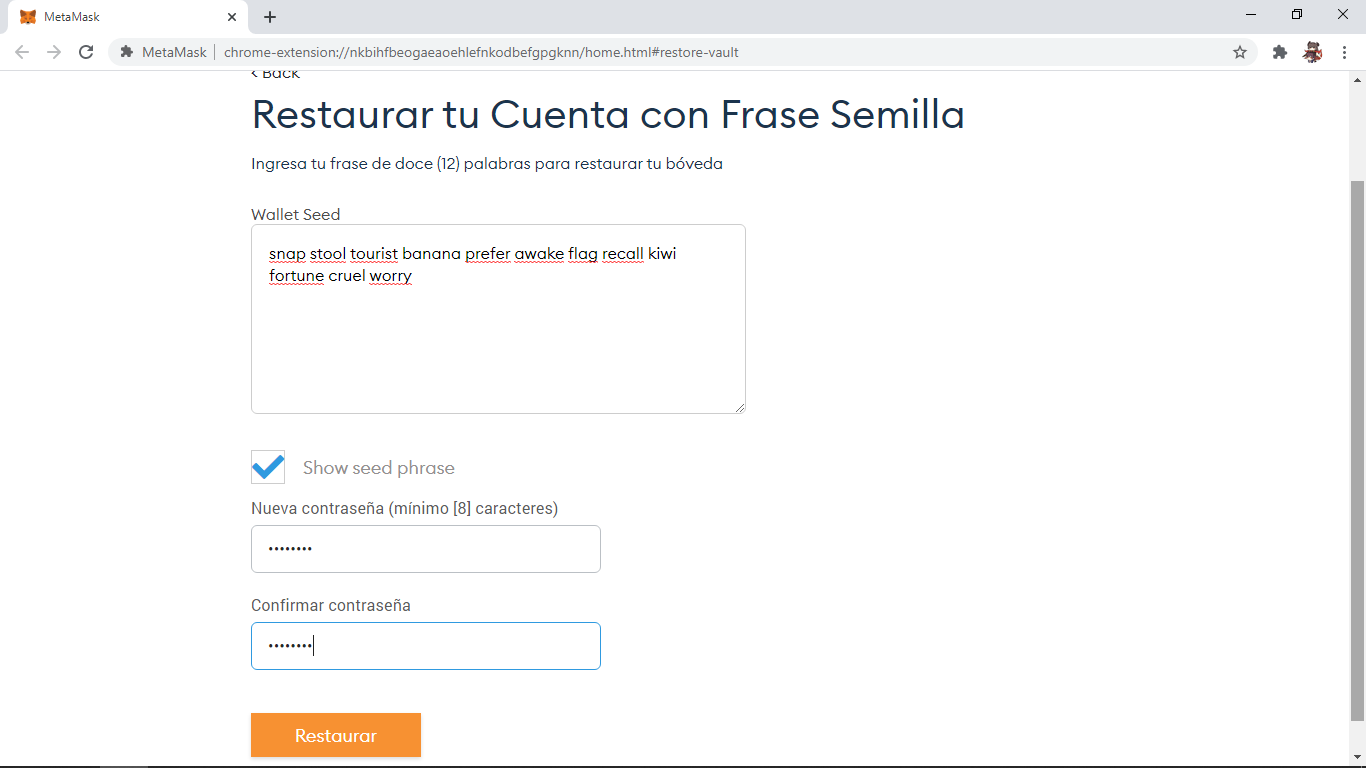 MetaMask
MetaMask | chrome-extension://nkbihfbeogaeaoehlefnkodbefgpgknn/home.html#restore-vault
< Back
Restaurar tu Cuenta con Frase Semilla
Ingresa tu frase de doce (12) palabras para restaurar tu bóveda
Wallet Seed
snap stool tourist banana prefer awake flag recall kiwi
fortune cruel worry
Show seed phrase
Nueva contraseña (mínimo [8] caracteres)
••••••••
Confirmar contraseña
••••••••
Restaurar